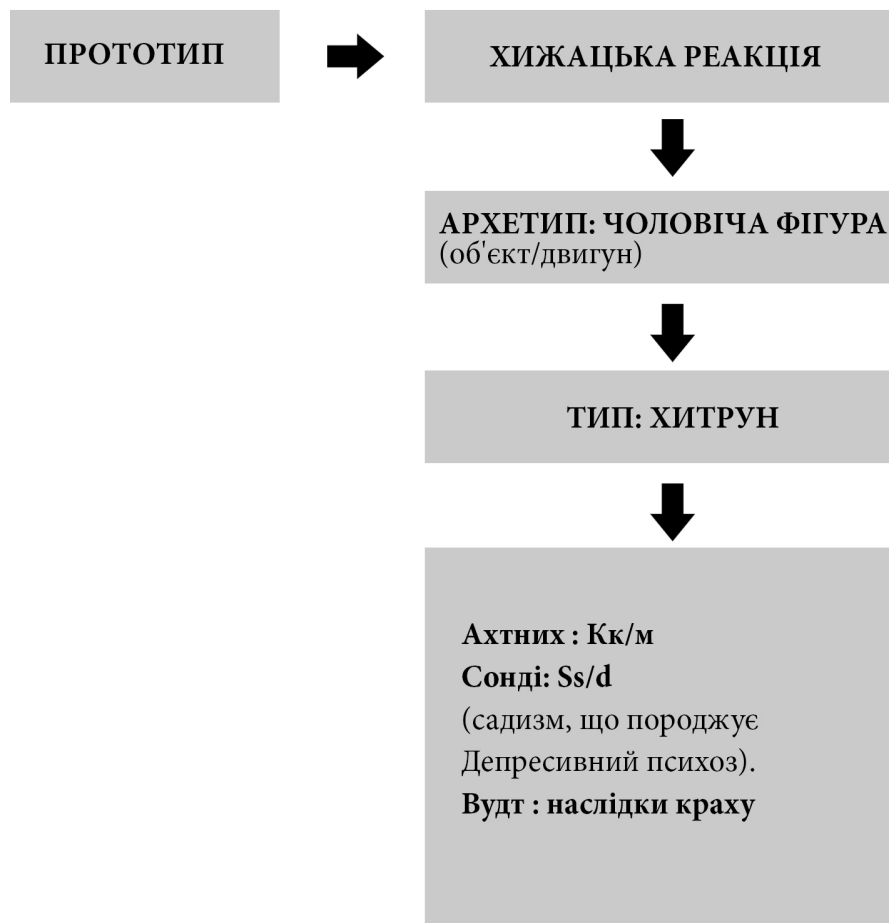 ПРОТОТИП
ХИЖАЦЬКА РЕАКЦІЯ
АРХЕТИП: ЧОЛОВІЧА ФІГУРА
(об'єкт/двигун)
ТИП: ХИТРУН
Ахтних : Кк/м
Сонді: Ss/d
(садизм, що породжує
Депресивний психоз).
Вудт : наслідки краху